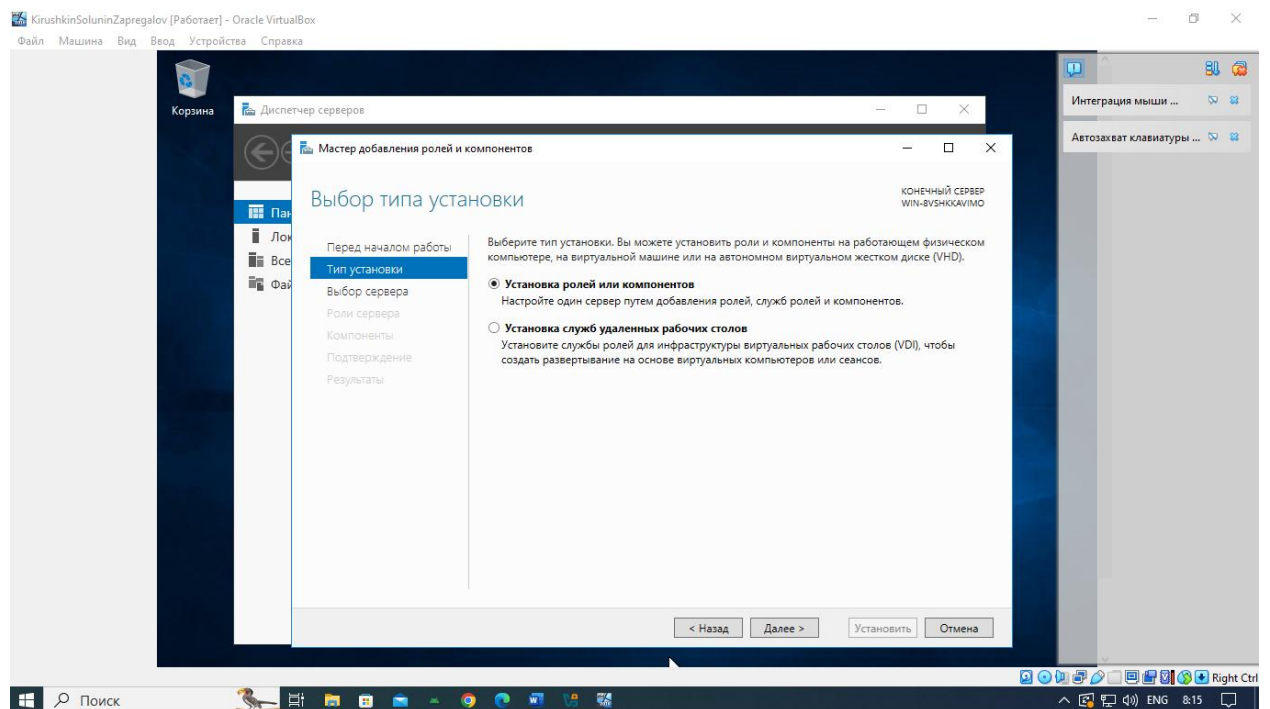 KirushkinSoluninZapregalov [Работает] - Oracle VirtualBox
Файл Машина Вид Ввод Устройства Справка
Корзина
Диспетчер серверов
Интеграция мыши ...
Автозахват клавиатуры ...
Мастер добавления ролей и компонентов
Выбор типа установки
КОНЕЧНЫЙ СЕРВЕР
WIN-8VSHKKAVIMO
Пан
Лок
Все
Фай
Перед началом работы
Тип установки
Выбор сервера
Роли сервера
Компоненты
Подтверждение
Результаты
Выберите тип установки. Вы можете установить роли и компоненты на работающем физическом
компьютере, на виртуальной машине или на автономном виртуальном жестком диске (VHD).
Установка ролей или компонентов
Настройте один сервер путем добавления ролей, служб ролей и компонентов.
Установка служб удаленных рабочих столов
Установите службы ролей для инфраструктуры виртуальных рабочих столов (VDI), чтобы
создать развертывание на основе виртуальных компьютеров или сеансов.
< Назад Далее > Установить Отмена
Right Ctrl
Поиск
ENG 8:15